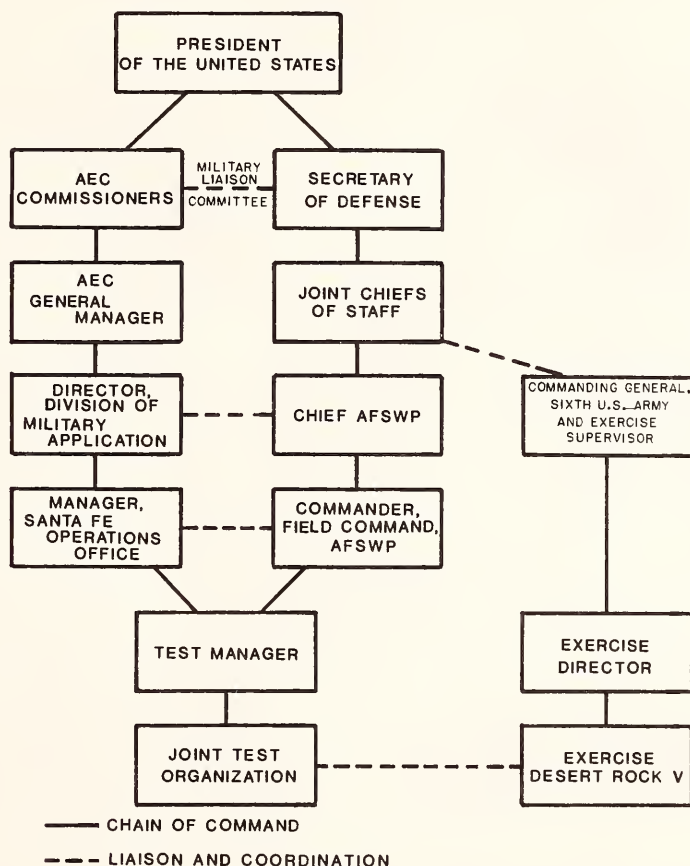 PRESIDENT
OF THE UNITED STATES
AEC
COMMISSIONERS
MILITARY
LIAISON
COMMITTEE
SECRETARY
OF DEFENSE
AEC
GENERAL
MANAGER
JOINT CHIEFS
OF STAFF
DIRECTOR,
DIVISION OF
MILITARY
APPLICATION
CHIEF AFSWP
COMMANDING GENERAL,
SIXTH U.S. ARMY
AND EXERCISE
SUPERVISOR
MANAGER,
SANTA FE
OPERATIONS
OFFICE
COMMANDER,
FIELD COMMAND,
AFSWP
TEST MANAGER
EXERCISE
DIRECTOR
JOINT TEST
ORGANIZATION
EXERCISE
DESERT ROCK V
CHAIN OF COMMAND
LIAISON AND COORDINATION